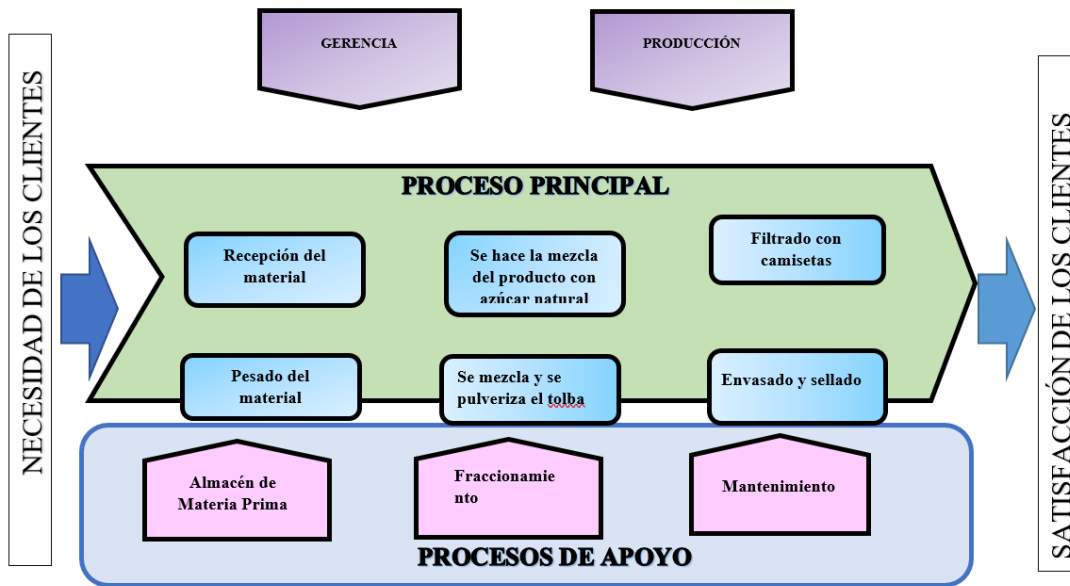 NECESIDAD DE LOS CLIENTES
GERENCIA
PRODUCCIÓN
PROCESO PRINCIPAL
Recepción del
material
Se hace la mezcla
del producto con
azúcar natural
Filtrado con
camisetas
Pesado del
material
Se mezcla y se
pulveriza el tolba
Envasado y sellado
Almacén de
Materia Prima
Fraccionamie
nto
Mantenimiento
PROCESOS DE APOYO
SATISFACCIÓN DE LOS CLIENTES